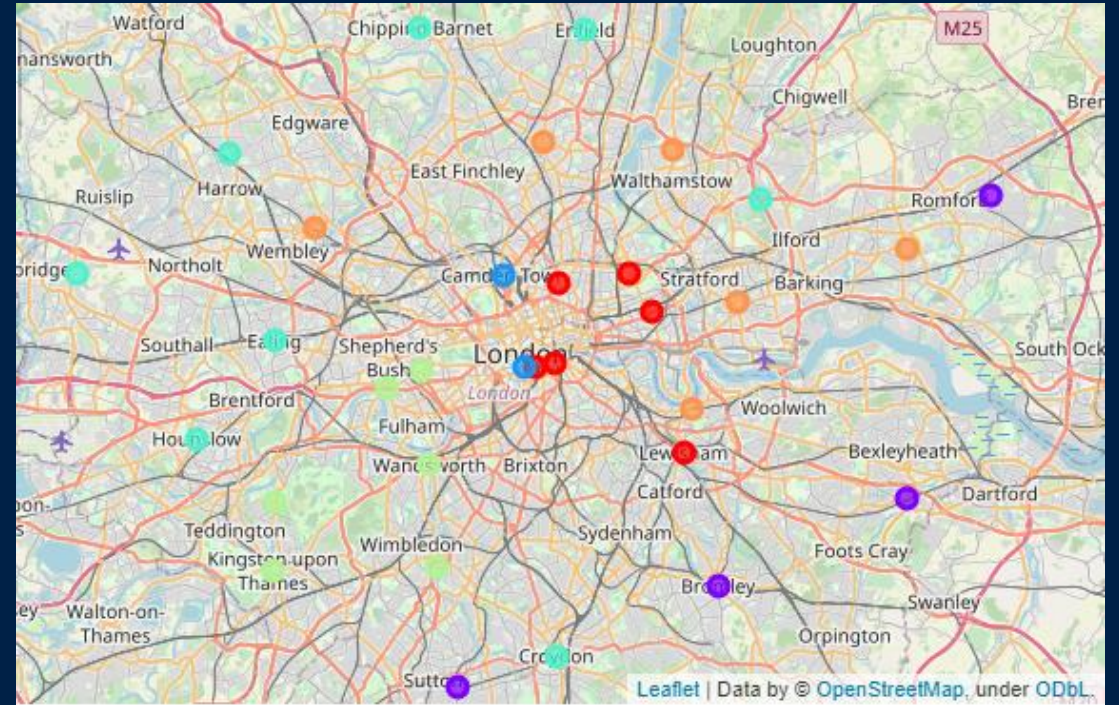 Watford
Chipping Barnet
Enfield
M25
Loughton
Chigwell
Edgware
East Finchley
Harrow
Walthamstow
Ruislip
Romford
Wembley
Ilford
Northolt
Camden Town
Stratford
Barking
Southall
Ealing
Shepherd's
Bush
London
London
Brentford
Fulham
Woolwich
Hounslow
Wandsworth
Brixton
Lewisham
Bexleyheath
Catford
Dartford
Teddington
Sydenham
Wimbledon
Foots Cray
Kingston upon
Thames
Bromley
Swanley
Walton-on-
Thames
Orpington
Croydon
Sutton
South Ock
Leaflet | Data by © OpenStreetMap, under ODbL.